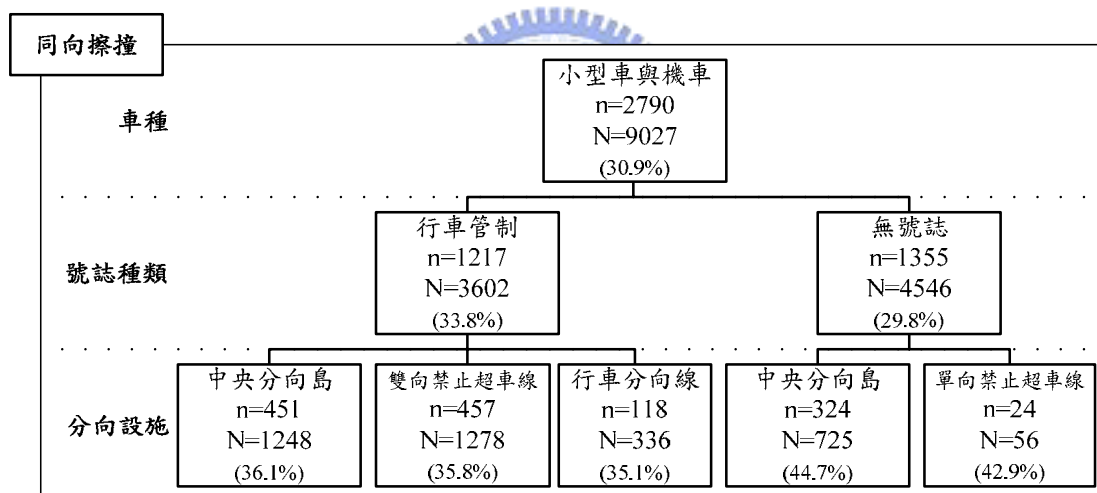 同向擦撞
小型車與機車
n=2790
N=9027
(30.9%)
車種
行車管制
n=1217
N=3602
(33.8%)
無號誌
n=1355
N=4546
(29.8%)
號誌種類
中央分向島
n=451
N=1248
(36.1%)
雙向禁止超車線
n=457
N=1278
(35.8%)
行車分向線
n=118
N=336
(35.1%)
中央分向島
n=324
N=725
(44.7%)
單向禁止超車線
n=24
N=56
(42.9%)
分向設施